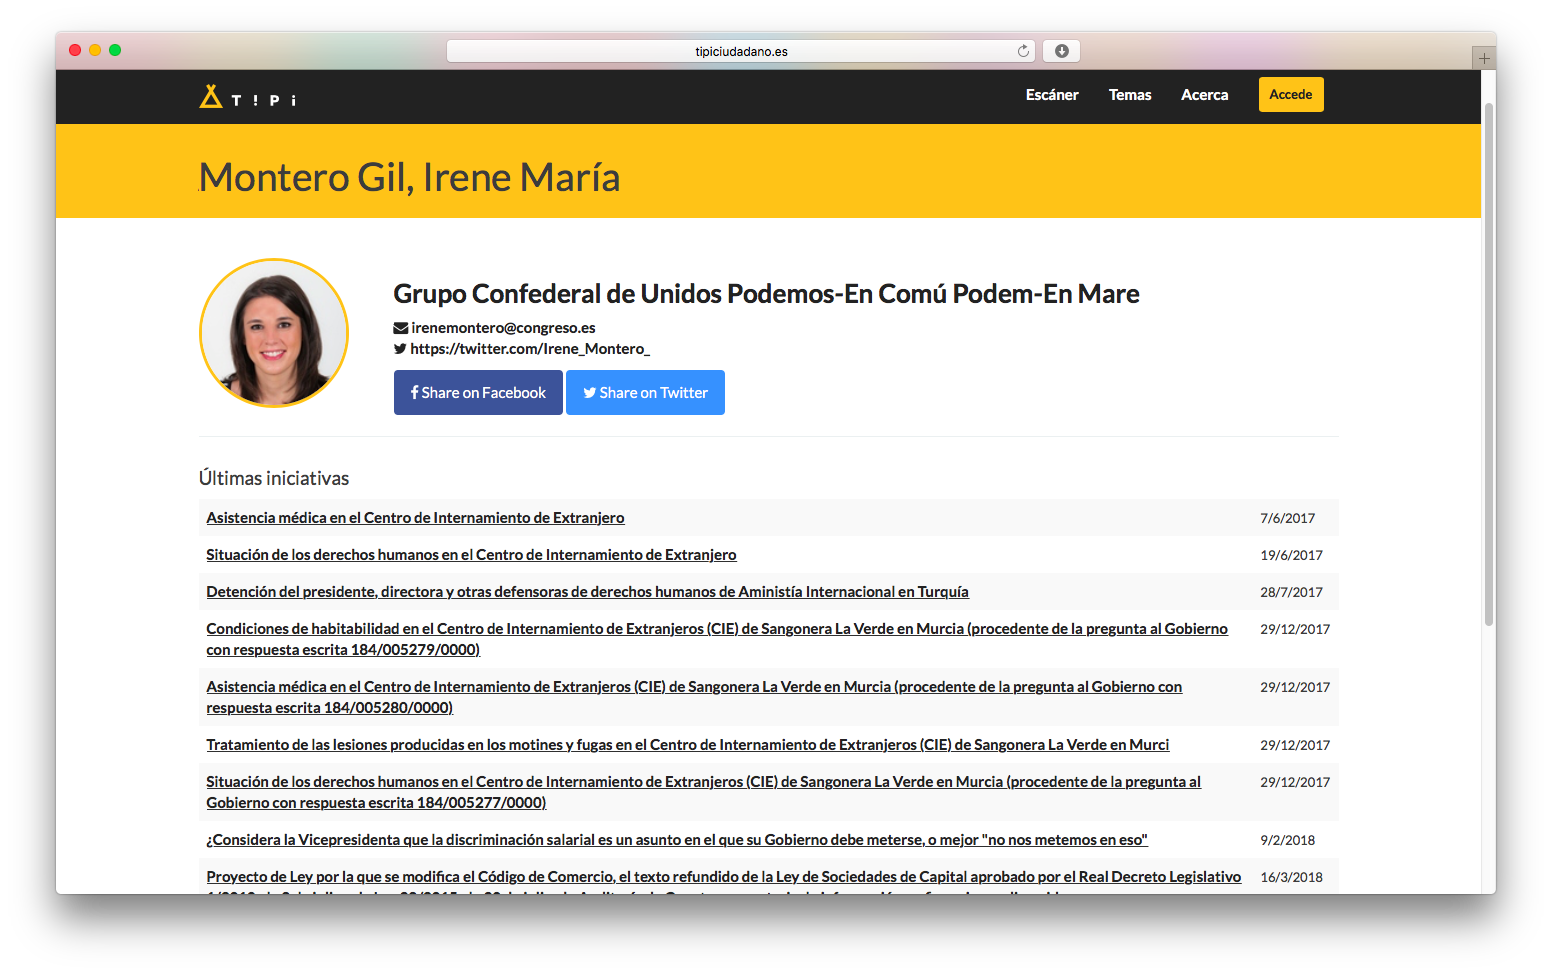 tipiciudadano.es
T!Pi
Escáner Temas Acerca Accede
Montero Gil, Irene María
Grupo Confederal de Unidos Podemos-En Comú Podem-En Mare
irenemontero@congreso.es
https://twitter.com/Irene_Montero_
Share on Facebook Share on Twitter
Últimas iniciativas
Asistencia médica en el Centro de Internamiento de Extranjero 7/6/2017
Situación de los derechos humanos en el Centro de Internamiento de Extranjero 19/6/2017
Detención del presidente, directora y otras defensoras de derechos humanos de Aministía Internacional en Turquía 28/7/2017
Condiciones de habitabilidad en el Centro de Internamiento de Extranjeros (CIE) de Sangonera La Verde en Murcia (procedente de la pregunta al Gobierno 29/12/2017
con respuesta escrita 184/005279/0000)
Asistencia médica en el Centro de Internamiento de Extranjeros (CIE) de Sangonera La Verde en Murcia (procedente de la pregunta al Gobierno con 29/12/2017
respuesta escrita 184/005280/0000)
Tratamiento de las lesiones producidas en los motines y fugas en el Centro de Internamiento de Extranjeros (CIE) de Sangonera La Verde en Murci 29/12/2017
Situación de los derechos humanos en el Centro de Internamiento de Extranjeros (CIE) de Sangonera La Verde en Murcia (procedente de la pregunta al 29/12/2017
Gobierno con respuesta escrita 184/005277/0000)
¿Considera la Vicepresidenta que la discriminación salarial es un asunto en el que su Gobierno debe meterse, o mejor "no nos metemos en eso" 9/2/2018
Proyecto de Ley por la que se modifica el Código de Comercio, el texto refundido de la Ley de Sociedades de Capital aprobado por el Real Decreto Legislativo 16/3/2018